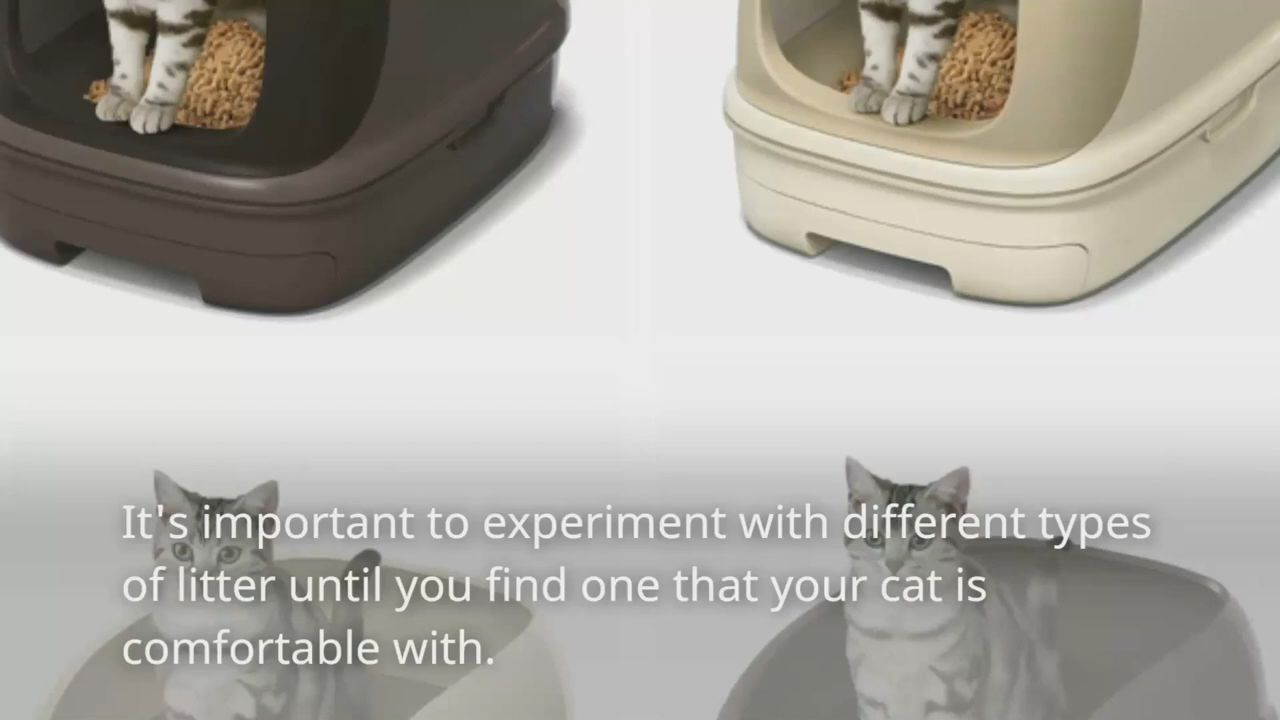 It's important to experiment with different types
of litter until you find one that your cat is
comfortable with.